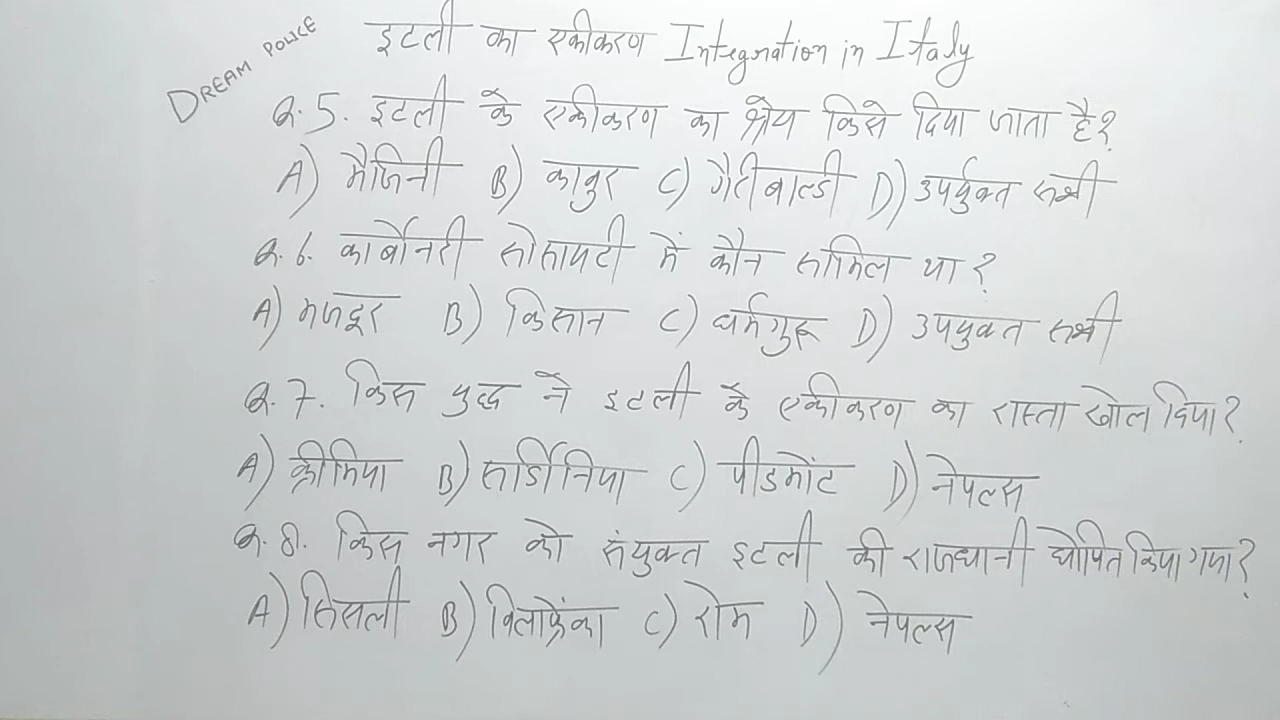 DREAM POLICE
इटली का एकीकरण Integration in Italy
Q.5. इटली के एकीकरण का श्रेय किसे दिया जाता है?
A) मैजिनी B) काबुर C) गैरीबाल्डी D) उपर्युक्त सभी
Q.6. कार्बोनरी सोसायटी में कौन सामिल था?
A) मजदूर B) किसान C) धर्मगुरू D) उपयुक्त सभी
Q.7. किस युद्ध ने इटली के एकीकरण का रास्ता खोल दिया?
A) क्रीमिया B) सार्डिनिया C) पीडमोंट D) नेपल्स
Q.8. किस नगर को संयुक्त इटली की राजधानी घोषित किया गया?
A) सिसली B) विलाफ्रेंका C) रोम D) नेपल्स